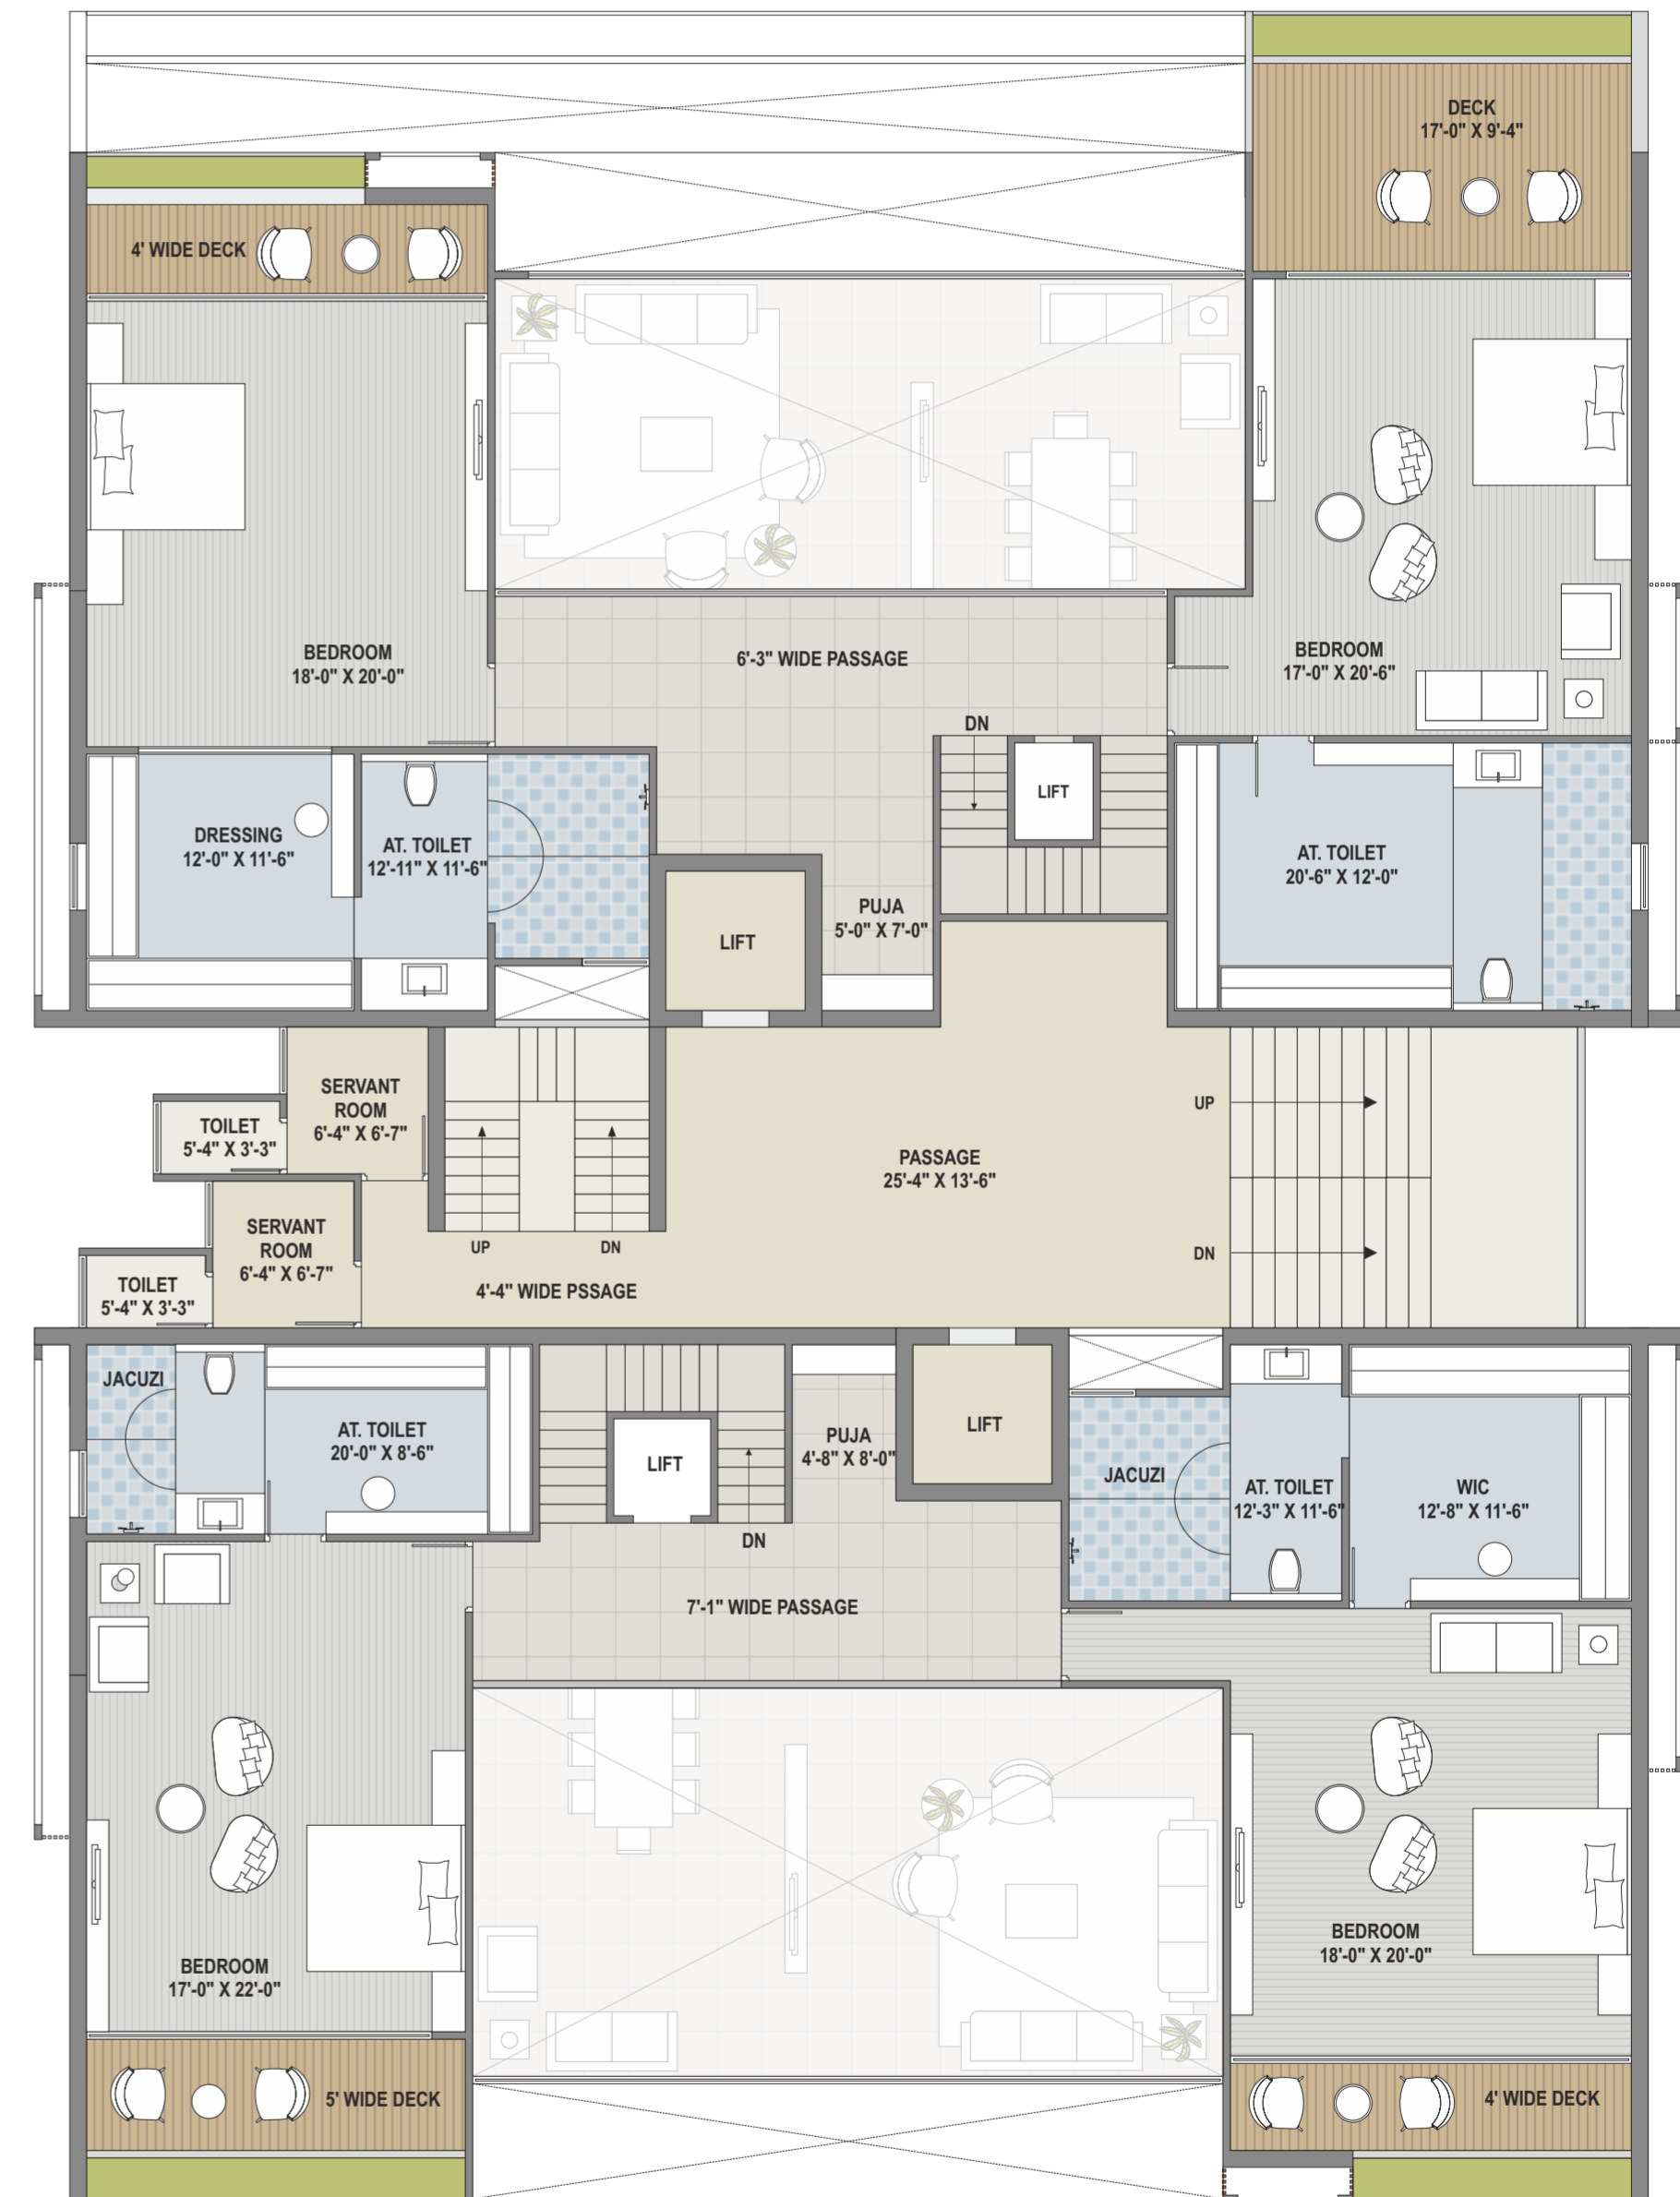 DECK
17'-0" X 9'-4"
4' WIDE DECK
BEDROOM
18'-0" X 20'-0"
6'-3" WIDE PASSAGE
BEDROOM
17'-0" X 20'-6"
DN
LIFT
DRESSING
12'-0" X 11'-6"
AT. TOILET
12'-11" X 11'-6"
AT. TOILET
20'-6" X 12'-0"
PUJA
5'-0" X 7'-0"
LIFT
SERVANT
ROOM
6'-4" X 6'-7"
TOILET
5'-4" X 3'-3"
UP
PASSAGE
25'-4" X 13'-6"
SERVANT
ROOM
6'-4" X 6'-7"
UP
DN
DN
TOILET
5'-4" X 3'-3"
4'-4" WIDE PSSAGE
JACUZI
AT. TOILET
20'-0" X 8'-6"
LIFT
PUJA
4'-8" X 8'-0"
LIFT
JACUZI
AT. TOILET
12'-3" X 11'-6"
WIC
12'-8" X 11'-6"
DN
7'-1" WIDE PASSAGE
BEDROOM
17'-0" X 22'-0"
BEDROOM
18'-0" X 20'-0"
5' WIDE DECK
4' WIDE DECK